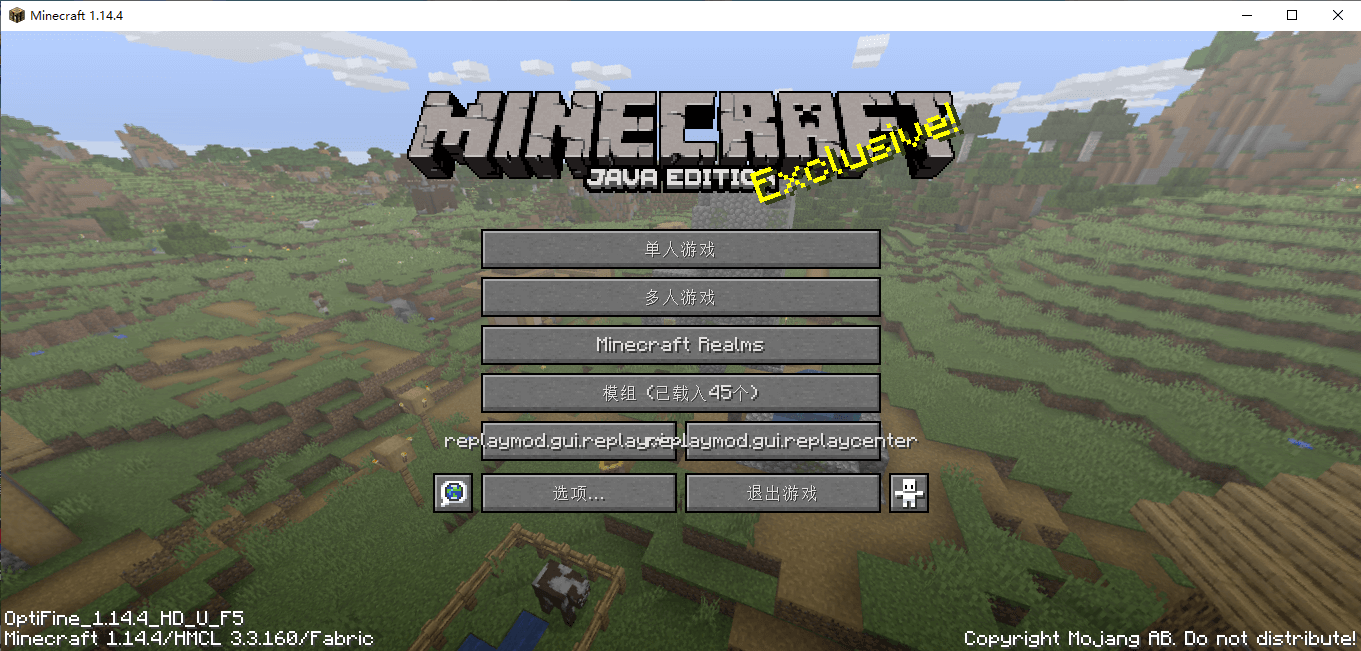 Minecraft 1.14.4
MINECRAFT
JAVA EDITION
Exclusive!
单人游戏
多人游戏
Minecraft Realms
模组 (已载入45个)
replaymod.gui.replayvi replaymod.gui.replaycenter
选项...
退出游戏
OptiFine_1.14.4_HD_U_F5
Minecraft 1.14.4/HMCL 3.3.160/Fabric
Copyright Mojang AB. Do not distribute!